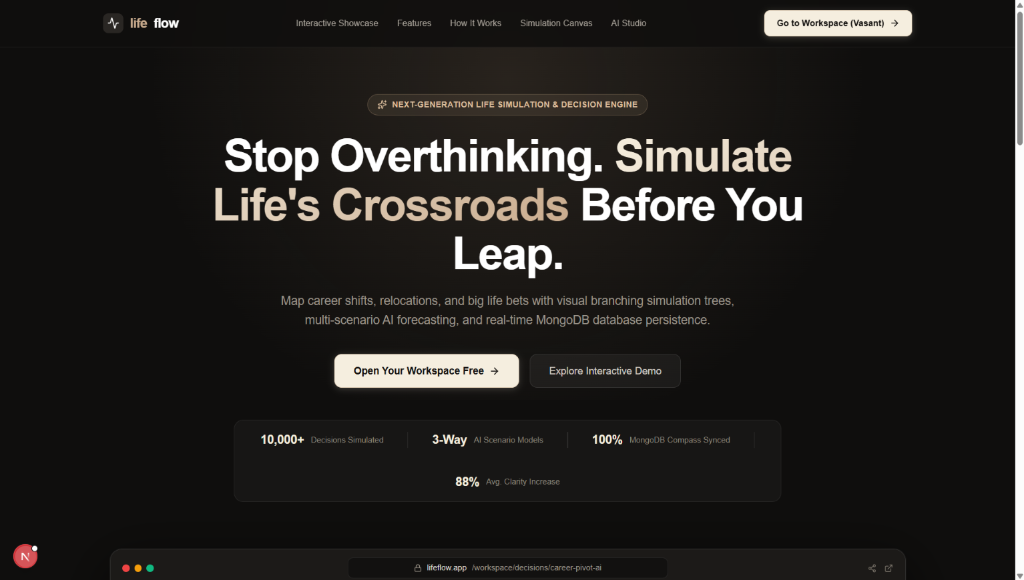 life flow
Interactive Showcase Features How It Works Simulation Canvas AI Studio
Go to Workspace (Vasant) →
NEXT-GENERATION LIFE SIMULATION & DECISION ENGINE
Stop Overthinking. Simulate
Life's Crossroads Before You
Leap.
Map career shifts, relocations, and big life bets with visual branching simulation trees,
multi-scenario AI forecasting, and real-time MongoDB database persistence.
Open Your Workspace Free →
Explore Interactive Demo
10,000+ Decisions Simulated
3-Way AI Scenario Models
100% MongoDB Compass Synced
88% Avg. Clarity Increase
N
lifeflow.app /workspace/decisions/career-pivot-ai